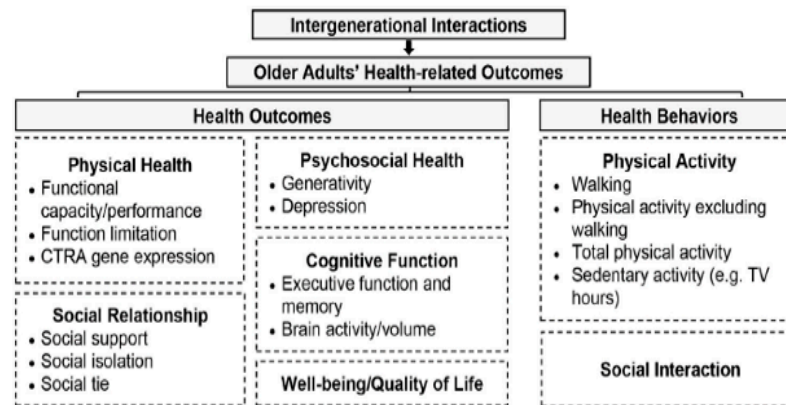 Intergenerational Interactions
Older Adults' Health-related Outcomes
Health Outcomes
Physical Health
• Functional
capacity/performance
• Function limitation
• CTRA gene expression
Social Relationship
• Social support
• Social isolation
• Social tie
Psychosocial Health
• Generativity
• Depression
Cognitive Function
• Executive function and
memory
• Brain activity/volume
Well-being/Quality of Life
Health Behaviors
Physical Activity
• Walking
• Physical activity excluding
walking
• Total physical activity
• Sedentary activity (e.g. TV
hours)
Social Interaction